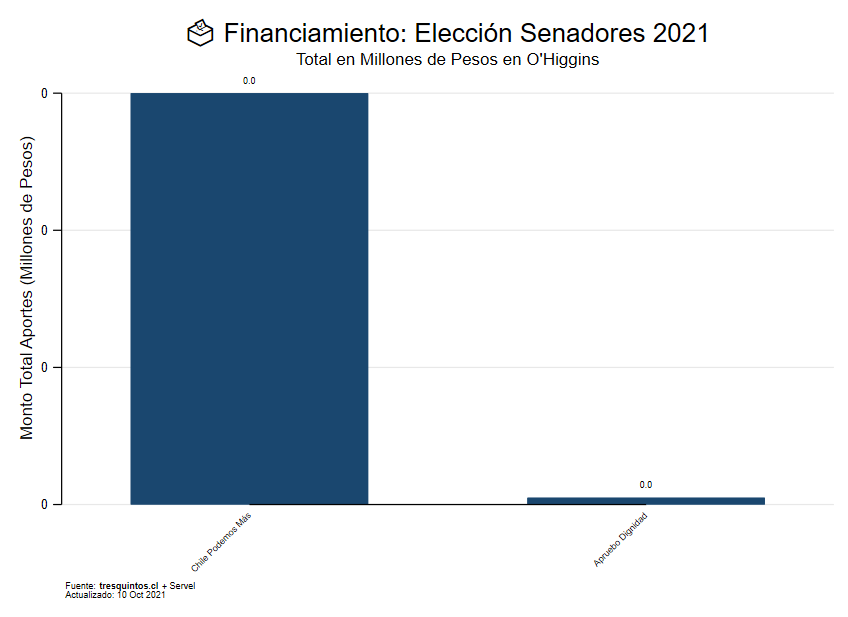 Financiamiento: Elección Senadores 2021
Total en Millones de Pesos en O'Higgins
Monto Total Aportes (Millones de Pesos)
0
0
0
0
0.0
0.0
Chile Podemos Más
Apruebo Dignidad
Fuente: tresquintos.cl + Servel
Actualizado: 10 Oct 2021